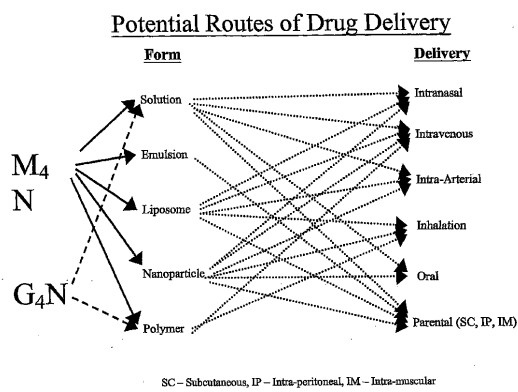 Potential Routes of Drug Delivery
Form
Delivery
Solution
Emulsion
Liposome
Nanoparticle
Polymer
M4
N
G4N
Intranasal
Intravenous
Intra-Arterial
Inhalation
Oral
Parental (SC, IP, IM)
SC – Subcutaneous, IP – Intra-peritoneal, IM – Intra-muscular